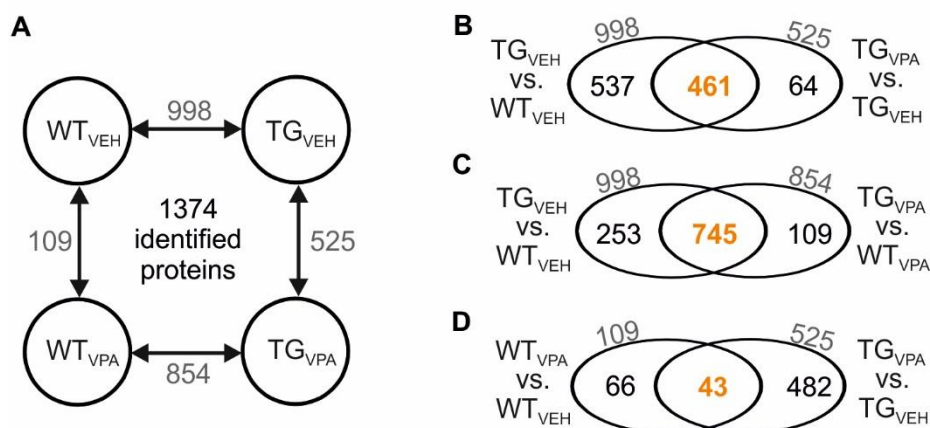 A
WT VEH
998
TG VEH
109
1374
identified
proteins
525
WT VPA
854
TG VPA
B
998
525
TG VEH
vs.
WT VEH
537
461
64
TG VPA
vs.
TG VEH
C
998
854
TG VEH
vs.
WT VEH
253
745
109
TG VPA
vs.
WT VPA
D
109
525
WT VPA
vs.
WT VEH
66
43
482
TG VPA
vs.
TG VEH